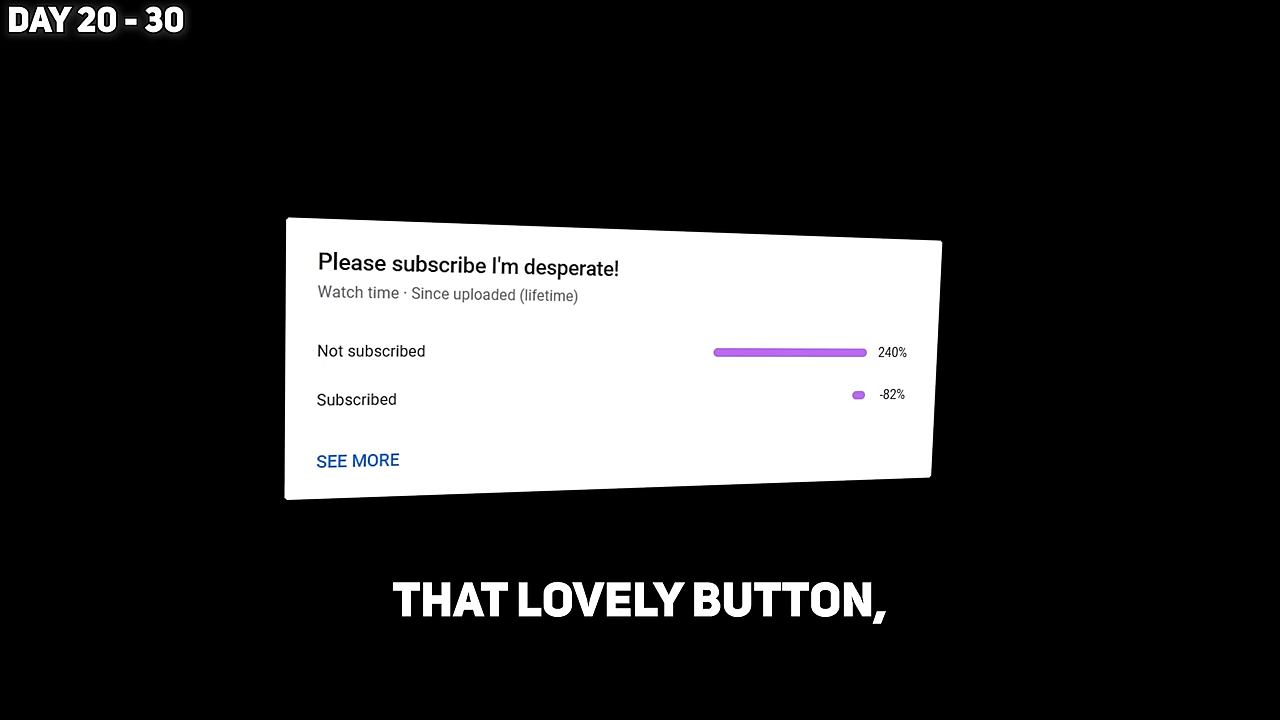 DAY 20 - 30
Please subscribe I'm desperate!
Watch time · Since uploaded (lifetime)
Not subscribed 240%
Subscribed -82%
SEE MORE
THAT LOVELY BUTTON,